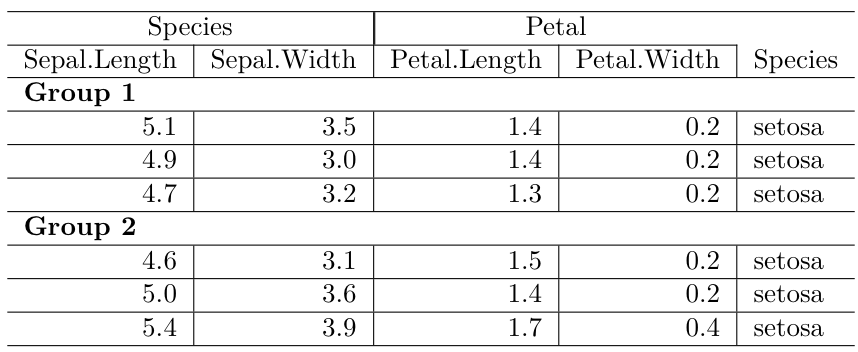 Species Petal
Sepal.Length Sepal.Width Petal.Length Petal.Width Species
Group 1
5.1 3.5 1.4 0.2 setosa
4.9 3.0 1.4 0.2 setosa
4.7 3.2 1.3 0.2 setosa
Group 2
4.6 3.1 1.5 0.2 setosa
5.0 3.6 1.4 0.2 setosa
5.4 3.9 1.7 0.4 setosa